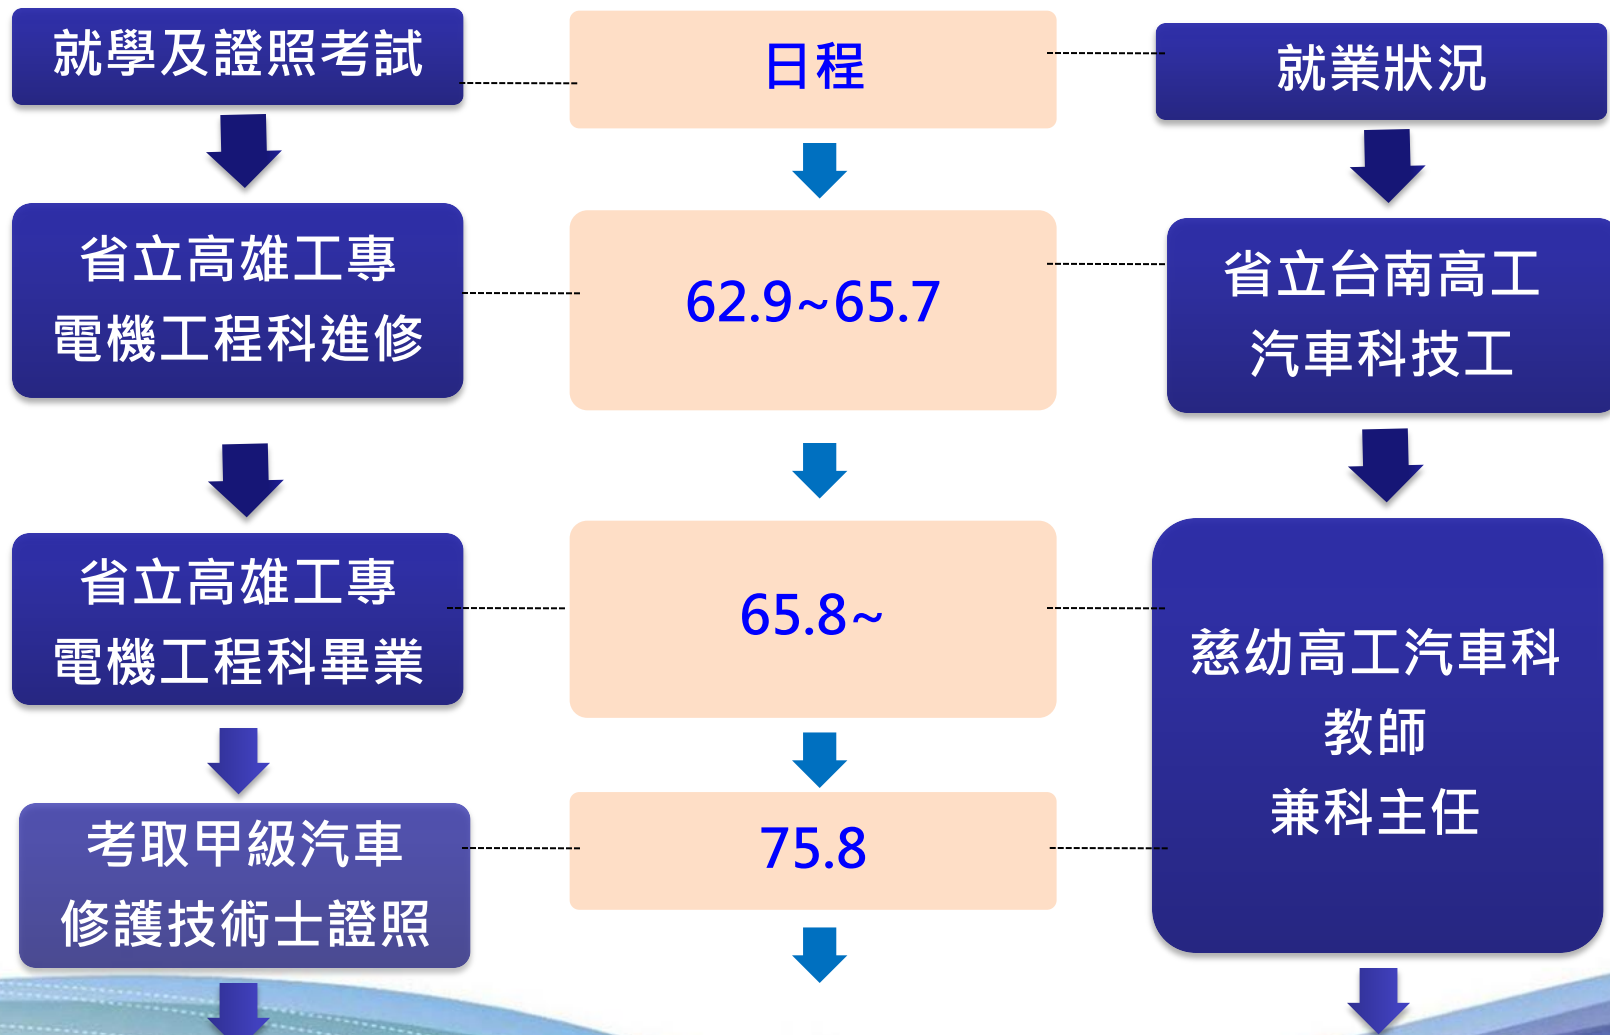 就學及證照考試
日程
就業狀況
省立高雄工專
電機工程科進修
62.9~65.7
省立台南高工
汽車科技工
省立高雄工專
電機工程科畢業
65.8~
慈幼高工汽車科
教師
兼科主任
考取甲級汽車
修護技術士證照
75.8